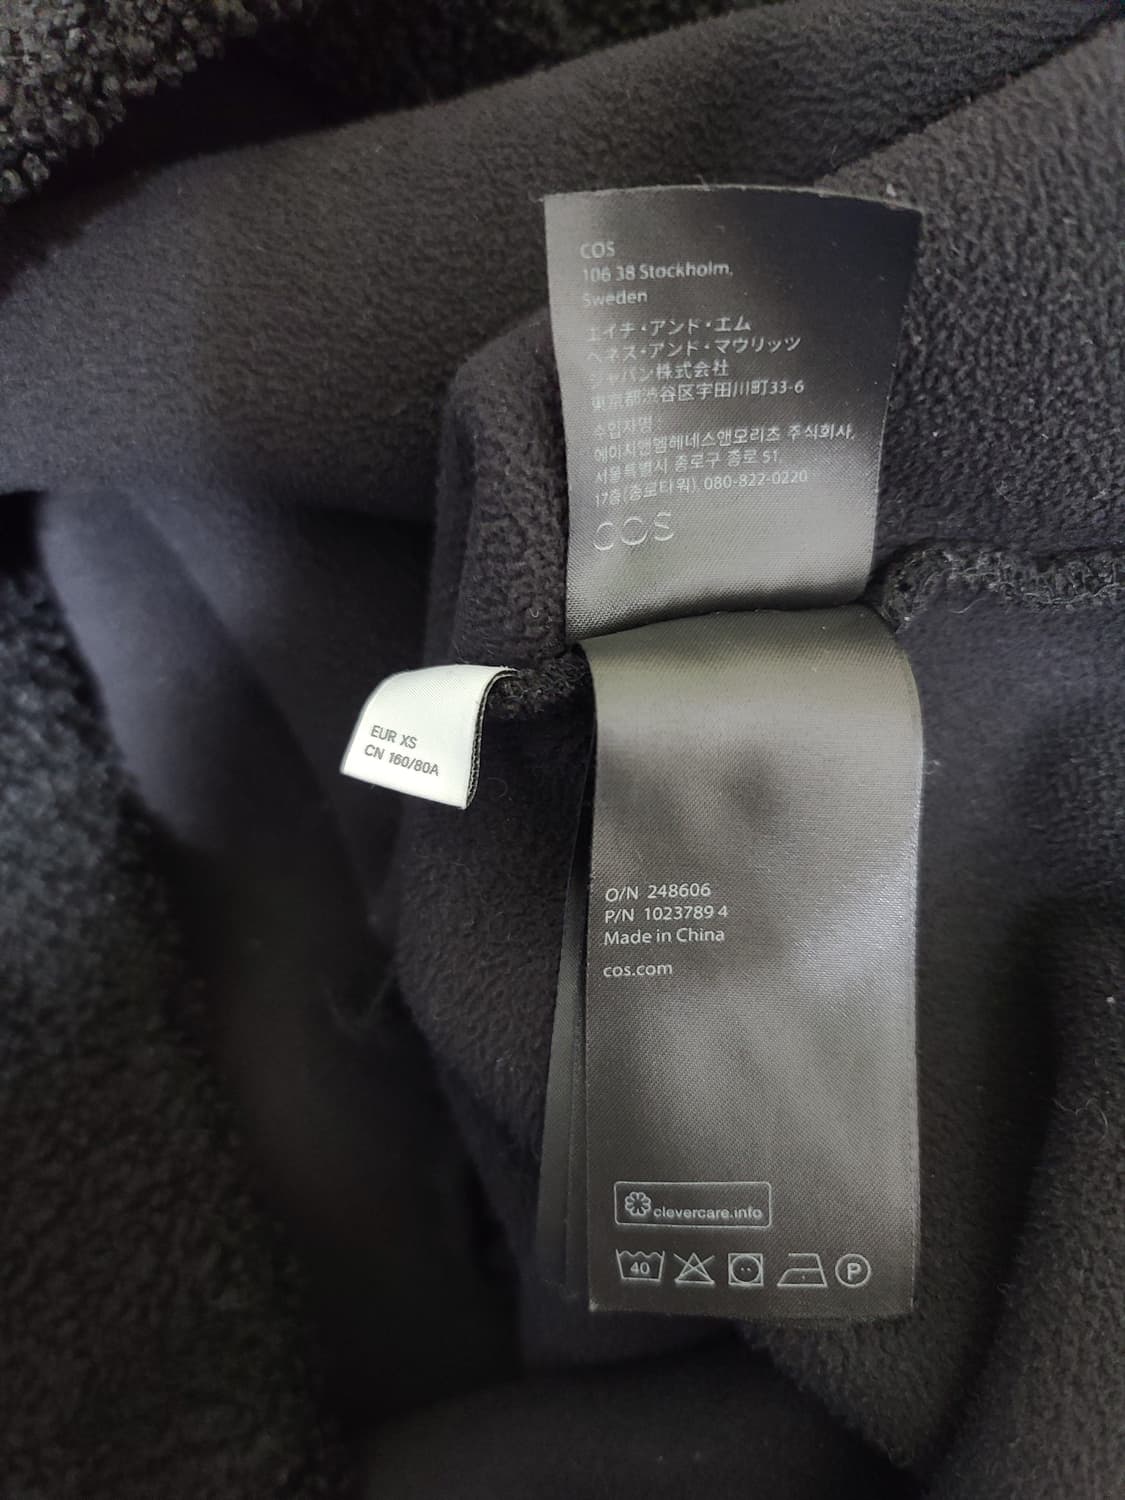 COS
106 38 Stockholm,
Sweden
エイチ・アンド・エム
ヘネス・アンド・マウリッツ
ジャパン株式会社
東京都渋谷区宇田川町33-6
수입자명 :
에이치앤엠헤네스앤모리츠 주식회사,
서울특별시 종로구 종로 51,
17층(종로타워), 080-822-0220
COS
EUR XS
CN 160/80A
O/N 248606
P/N 1023789 4
Made in China
cos.com
clevercare.info
40
P